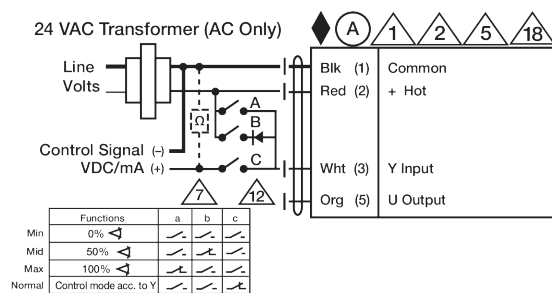 24 VAC Transformer (AC Only)
A 1 2 5 18
Line
Volts
Blk (1) Common
Red (2) + Hot
A
Ω
B
Control Signal (–)
VDC/mA (+)
C
Wht (3) Y Input
7 12
Org (5) U Output
Functions a b c
Min 0%
Mid 50%
Max 100%
Normal Control mode acc. to Y